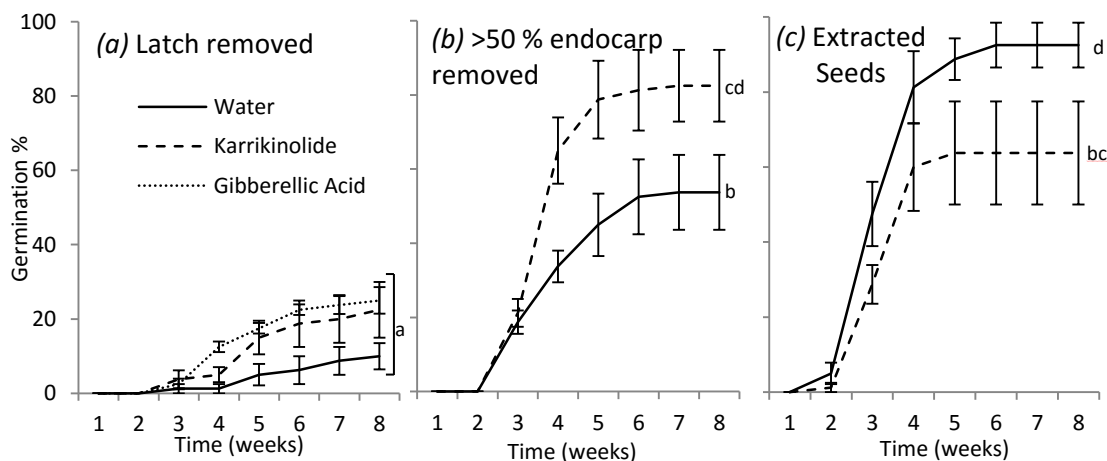 100
80
60
40
20
0
Germination %
(a) Latch removed
Water
Karrikinolide
Gibberellic Acid
a
1 2 3 4 5 6 7 8
Time (weeks)
(b) >50 % endocarp
removed
cd
b
1 2 3 4 5 6 7 8
Time (weeks)
(c) Extracted
Seeds
d
bc
1 2 3 4 5 6 7 8
Time (weeks)